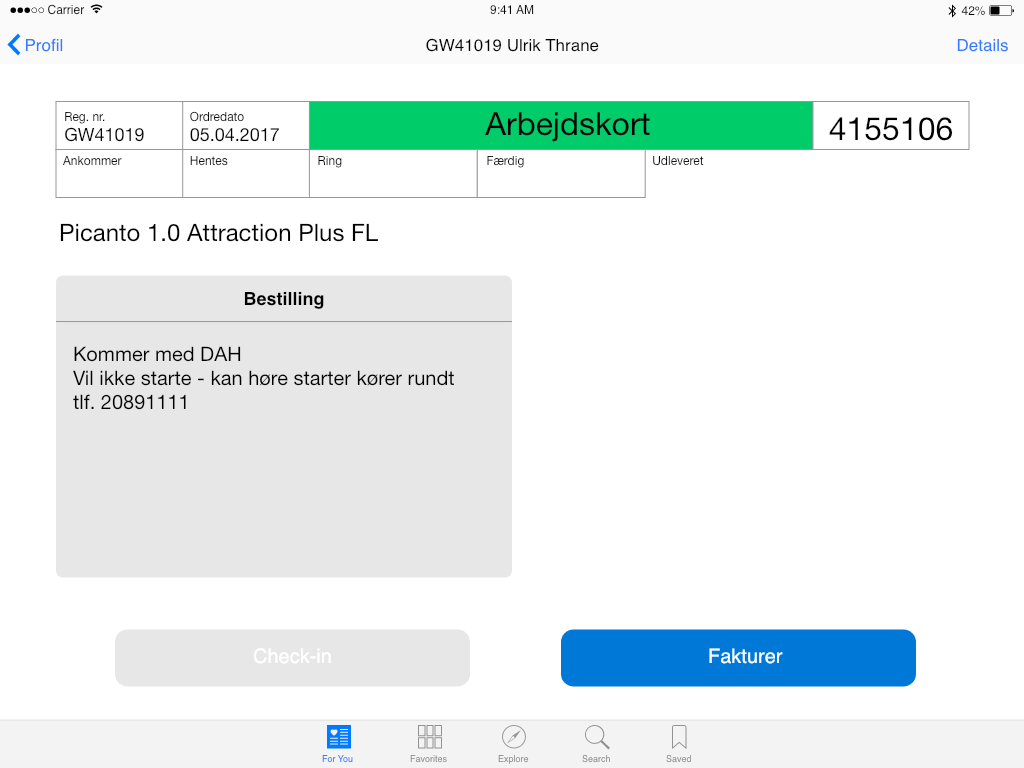 Carrier
9:41 AM
42%
Profil
GW41019 Ulrik Thrane
Details
Reg. nr.
GW41019
Ordredato
05.04.2017
Arbejdskort
4155106
Ankommer
Hentes
Ring
Færdig
Udleveret
Picanto 1.0 Attraction Plus FL
Bestilling
Kommer med DAH
Vil ikke starte - kan høre starter kører rundt
tlf. 20891111
Check-in
Fakturer
For You
Favorites
Explore
Search
Saved